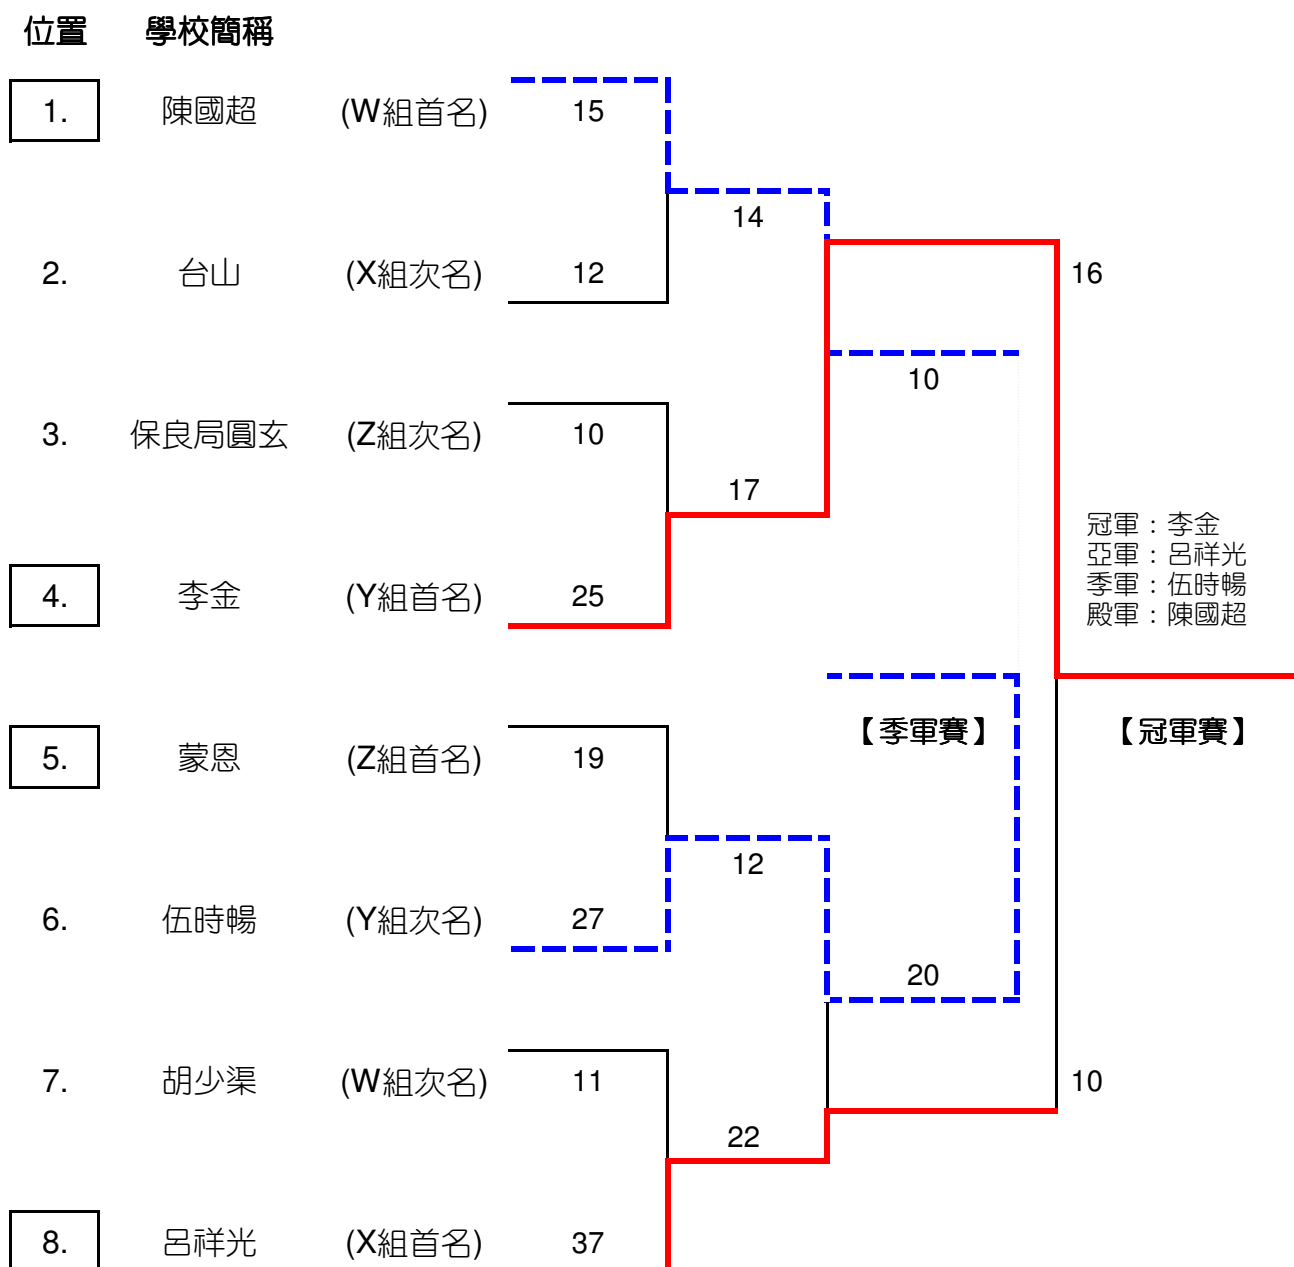 位置 學校簡稱
1. 陳國超 (W組首名) 15
14
2. 台山 (X組次名) 12 16
10
3. 保良局圓玄 (Z組次名) 10
17
冠軍：李金
亞軍：呂祥光
季軍：伍時暢
殿軍：陳國超
4. 李金 (Y組首名) 25
【季軍賽】 【冠軍賽】
5. 蒙恩 (Z組首名) 19
12
6. 伍時暢 (Y組次名) 27
20
7. 胡少渠 (W組次名) 11 10
22
8. 呂祥光 (X組首名) 37